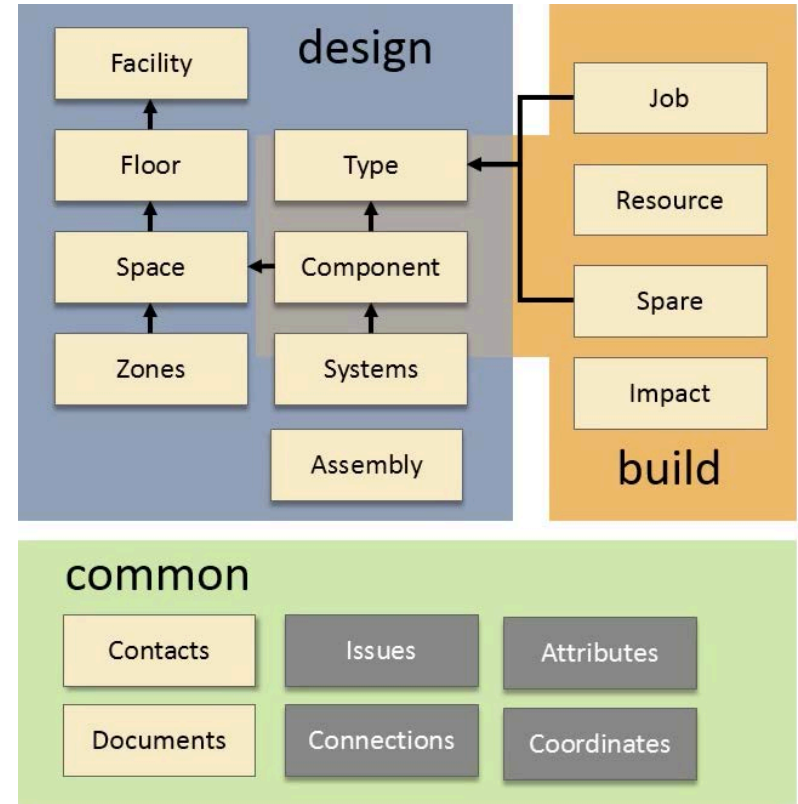 design
Facility
Floor
Space
Zones
Type
Component
Systems
Assembly
Job
Resource
Spare
Impact
build
common
Contacts
Issues
Attributes
Documents
Connections
Coordinates